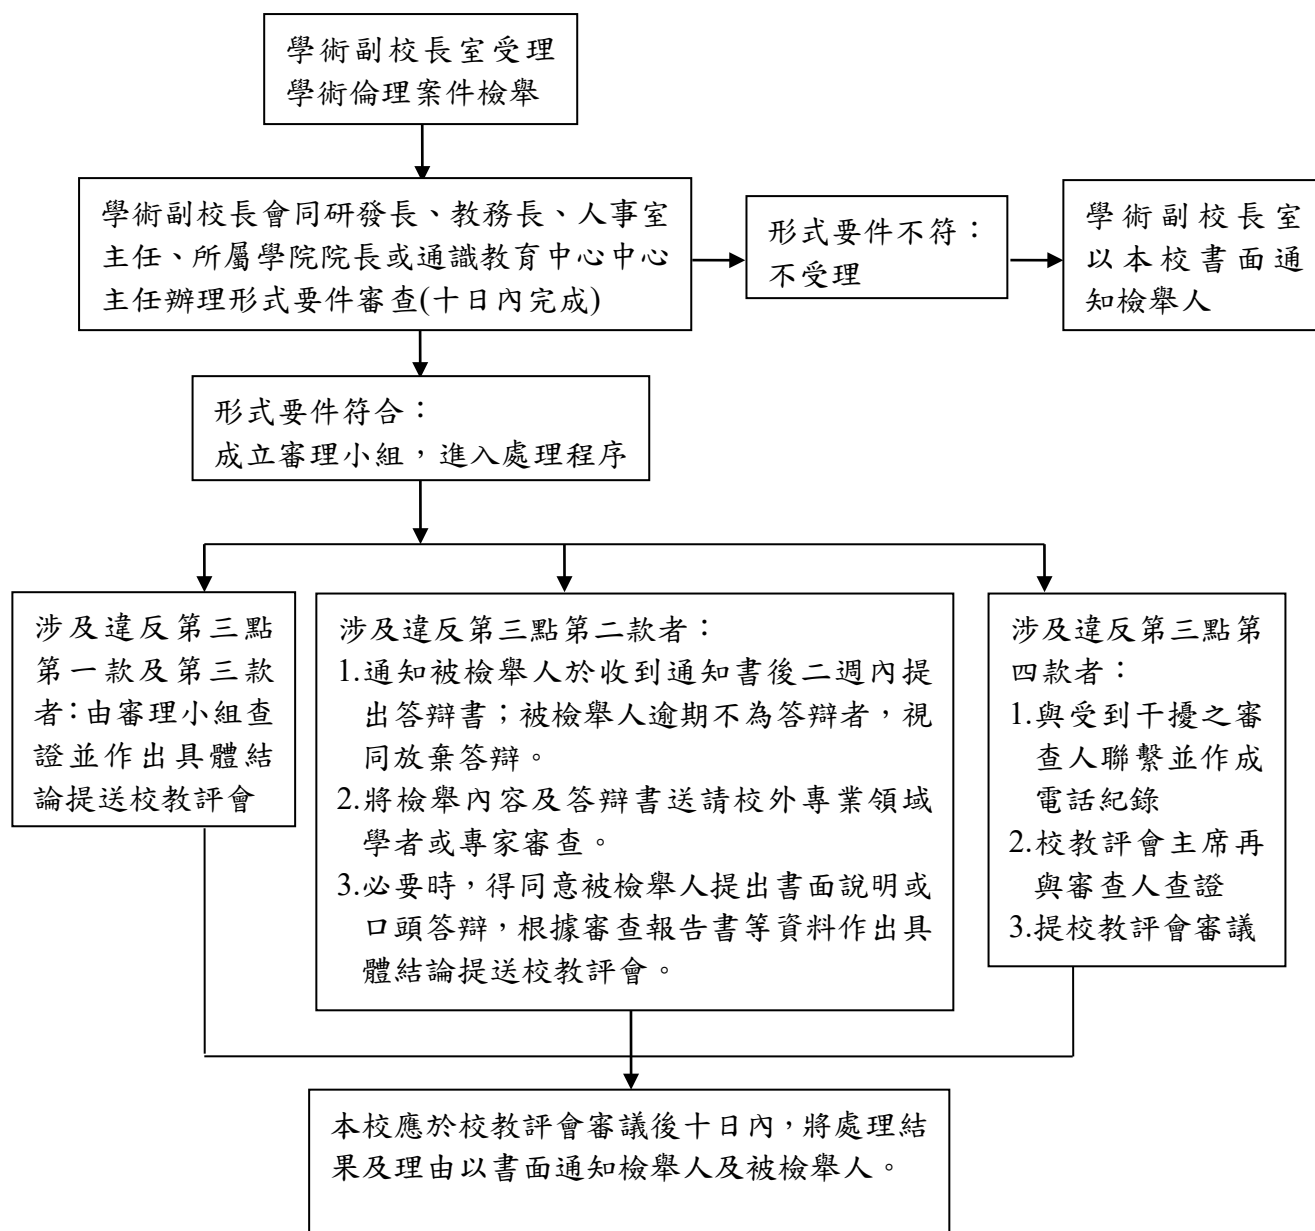 學術副校長室受理
學術倫理案件檢舉
學術副校長會同研發長、教務長、人事室
主任、所屬學院院長或通識教育中心中心
主任辦理形式要件審查(十日內完成)
形式要件不符：
不受理
學術副校長室
以本校書面通
知檢舉人
形式要件符合：
成立審理小組，進入處理程序
涉及違反第三點
第一款及第三款
者：由審理小組查
證並作出具體結
論提送校教評會
涉及違反第三點第二款者：
1.通知被檢舉人於收到通知書後二週內提
出答辯書；被檢舉人逾期不為答辯者，視
同放棄答辯。
2.將檢舉內容及答辯書送請校外專業領域
學者或專家審查。
3.必要時，得同意被檢舉人提出書面說明或
口頭答辯，根據審查報告書等資料作出具
體結論提送校教評會。
涉及違反第三點第
四款者：
1.與受到干擾之審
查人聯繫並作成
電話紀錄
2.校教評會主席再
與審查人查證
3.提校教評會審議
本校應於校教評會審議後十日內，將處理結
果及理由以書面通知檢舉人及被檢舉人。